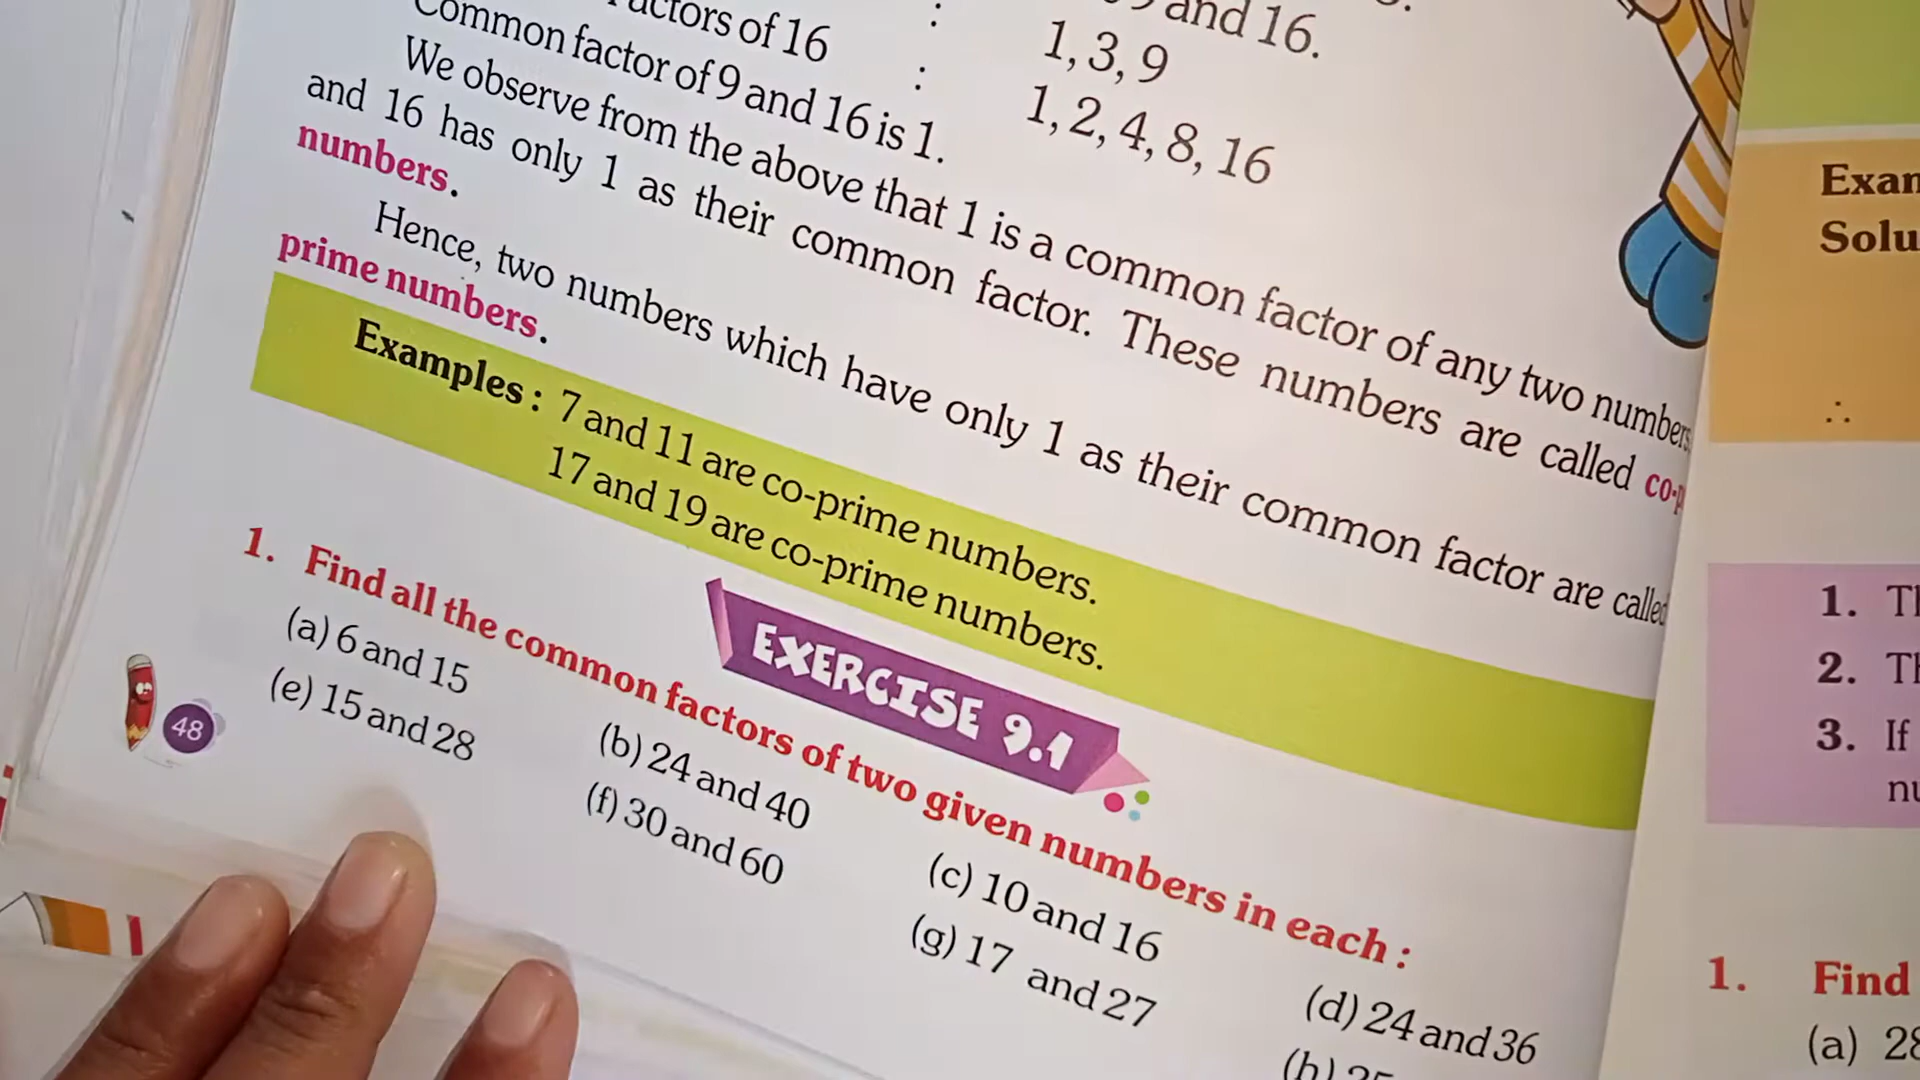 and 16.
actors of 16 : 1, 3, 9
Common factor of 9 and 16 is 1. : 1, 2, 4, 8, 16
We observe from the above that 1 is a common factor of any two numbers
and 16 has only 1 as their common factor. These numbers are called co-p
numbers.
Hence, two numbers which have only 1 as their common factor are called
prime numbers.
Examples : 7 and 11 are co-prime numbers.
17 and 19 are co-prime numbers.
EXERCISE 9.1
1. Find all the common factors of two given numbers in each :
(a) 6 and 15 (b) 24 and 40 (c) 10 and 16 (d) 24 and 36
(e) 15 and 28 (f) 30 and 60 (g) 17 and 27 (h)
48
Exam
Solu
∴
1. Th
2. Th
3. If
nu
1. Find
(a) 28